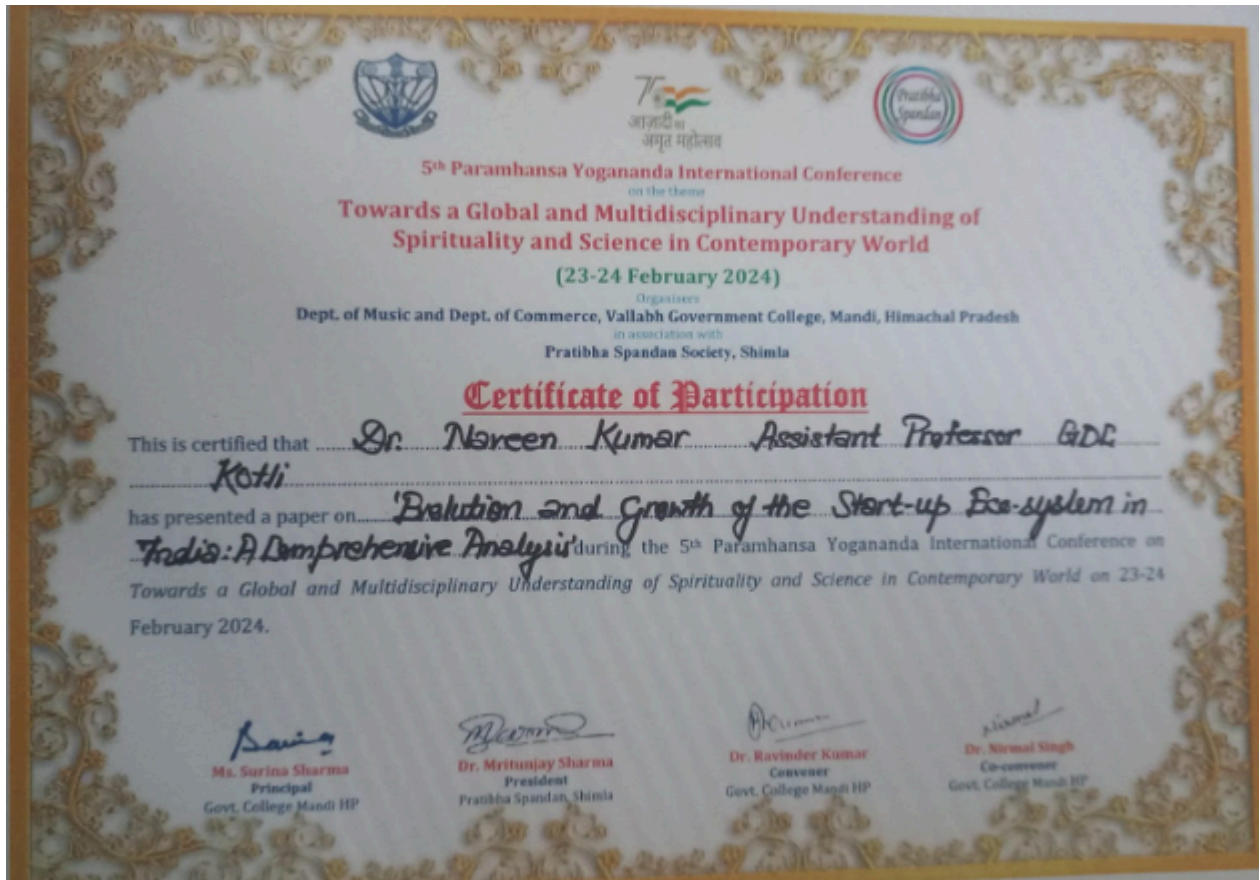 75
आज़ादी का
अमृत महोत्सव
Pratibha
Spandan
5th Paramhansa Yogananda International Conference
on the theme
Towards a Global and Multidisciplinary Understanding of
Spirituality and Science in Contemporary World
(23-24 February 2024)
Organisers
Dept. of Music and Dept. of Commerce, Vallabh Government College, Mandi, Himachal Pradesh
in association with
Pratibha Spandan Society, Shimla
Certificate of Participation
This is certified that Dr. Naveen Kumar Assistant Professor GDC
Kotli
has presented a paper on 'Evolution and Growth of the Start-up Eco-system in
India: A Comprehensive Analysis' during the 5th Paramhansa Yogananda International Conference on
Towards a Global and Multidisciplinary Understanding of Spirituality and Science in Contemporary World on 23-24
February 2024.
Ms. Surina Sharma
Principal
Govt. College Mandi HP
Dr. Mritunjay Sharma
President
Pratibha Spandan, Shimla
Dr. Ravinder Kumar
Convener
Govt. College Mandi HP
Nirmal
Dr. Nirmal Singh
Co-convener
Govt. College Mandi HP